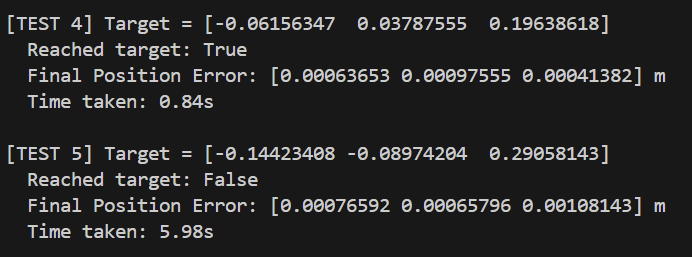 [TEST 4] Target = [-0.06156347  0.03787555  0.19638618]
  Reached target: True
  Final Position Error: [0.00063653 0.00097555 0.00041382] m
  Time taken: 0.84s

[TEST 5] Target = [-0.14423408 -0.08974204  0.29058143]
  Reached target: False
  Final Position Error: [0.00076592 0.00065796 0.00108143] m
  Time taken: 5.98s